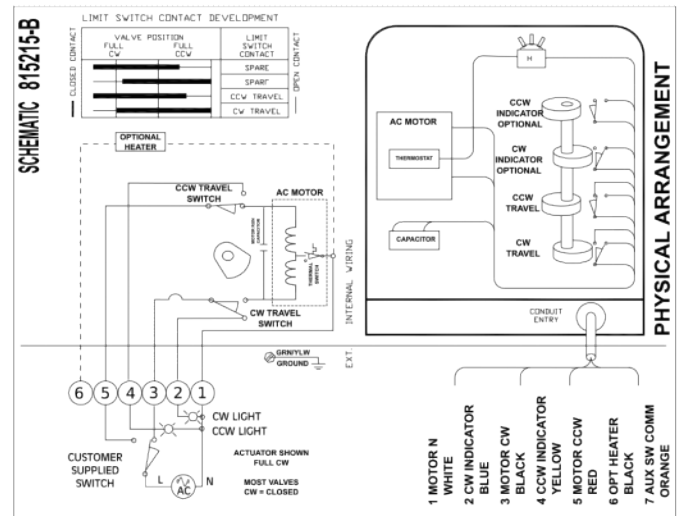 SCHEMATIC 815215-B
LIMIT SWITCH CONTACT DEVELOPMENT
CLOSED CONTACT
VALVE POSITION
FULL CW
FULL CCW
LIMIT SWITCH CONTACT
SPARE
SPARE
CCW TRAVEL
CW TRAVEL
OPEN CONTACT
OPTIONAL HEATER
CCW TRAVEL SWITCH
AC MOTOR
MOTOR RUN CAPACITOR
THERMAL SWITCH
CW TRAVEL SWITCH
INTERNAL WIRING
EXT.
GRN/YLW
GROUND
6 5 4 3 2 1
CW LIGHT
CCW LIGHT
CUSTOMER SUPPLIED SWITCH
ACTUATOR SHOWN FULL CW
L
AC
N
MOST VALVES CW = CLOSED
PHYSICAL ARRANGEMENT
H
AC MOTOR
THERMOSTAT
CAPACITOR
CCW INDICATOR OPTIONAL
CW INDICATOR OPTIONAL
CCW TRAVEL
CW TRAVEL
CONDUIT ENTRY
1 MOTOR N WHITE
2 CW INDICATOR BLUE
3 MOTOR CW BLACK
4 CCW INDICATOR YELLOW
5 MOTOR CCW RED
6 OPT HEATER BLACK
7 AUX SW COMM ORANGE